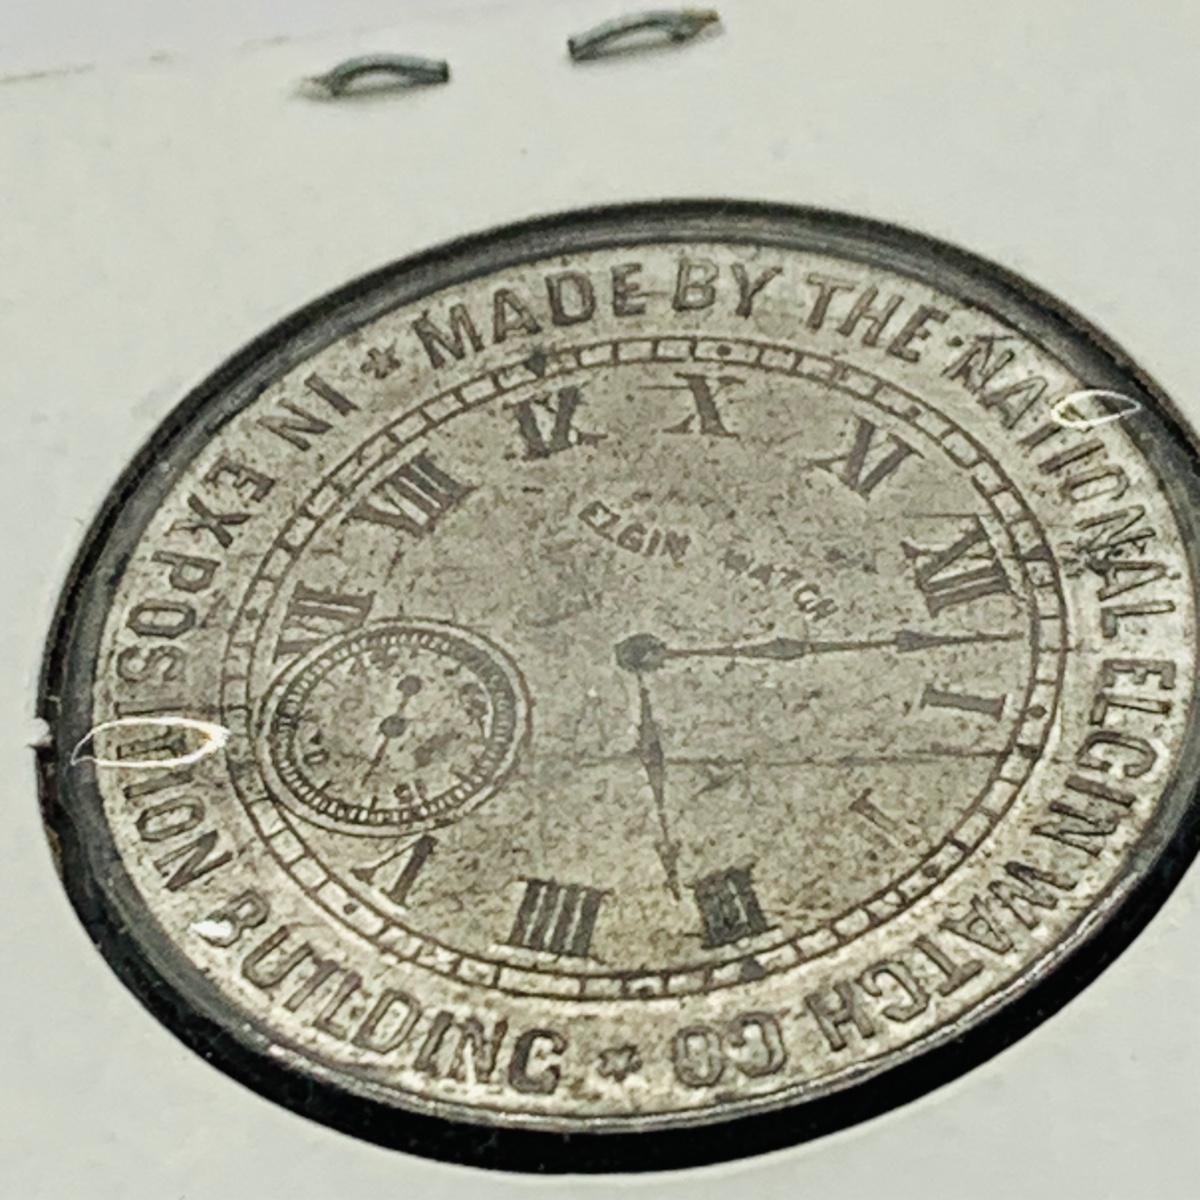 ★ MADE BY THE NATIONAL ELGIN WATCH CO
★ IN EXPOSITION BUILDING
ELGIN WATCH
XII
I
I
III
IIII
V
VII
VIII
IX
X
XI